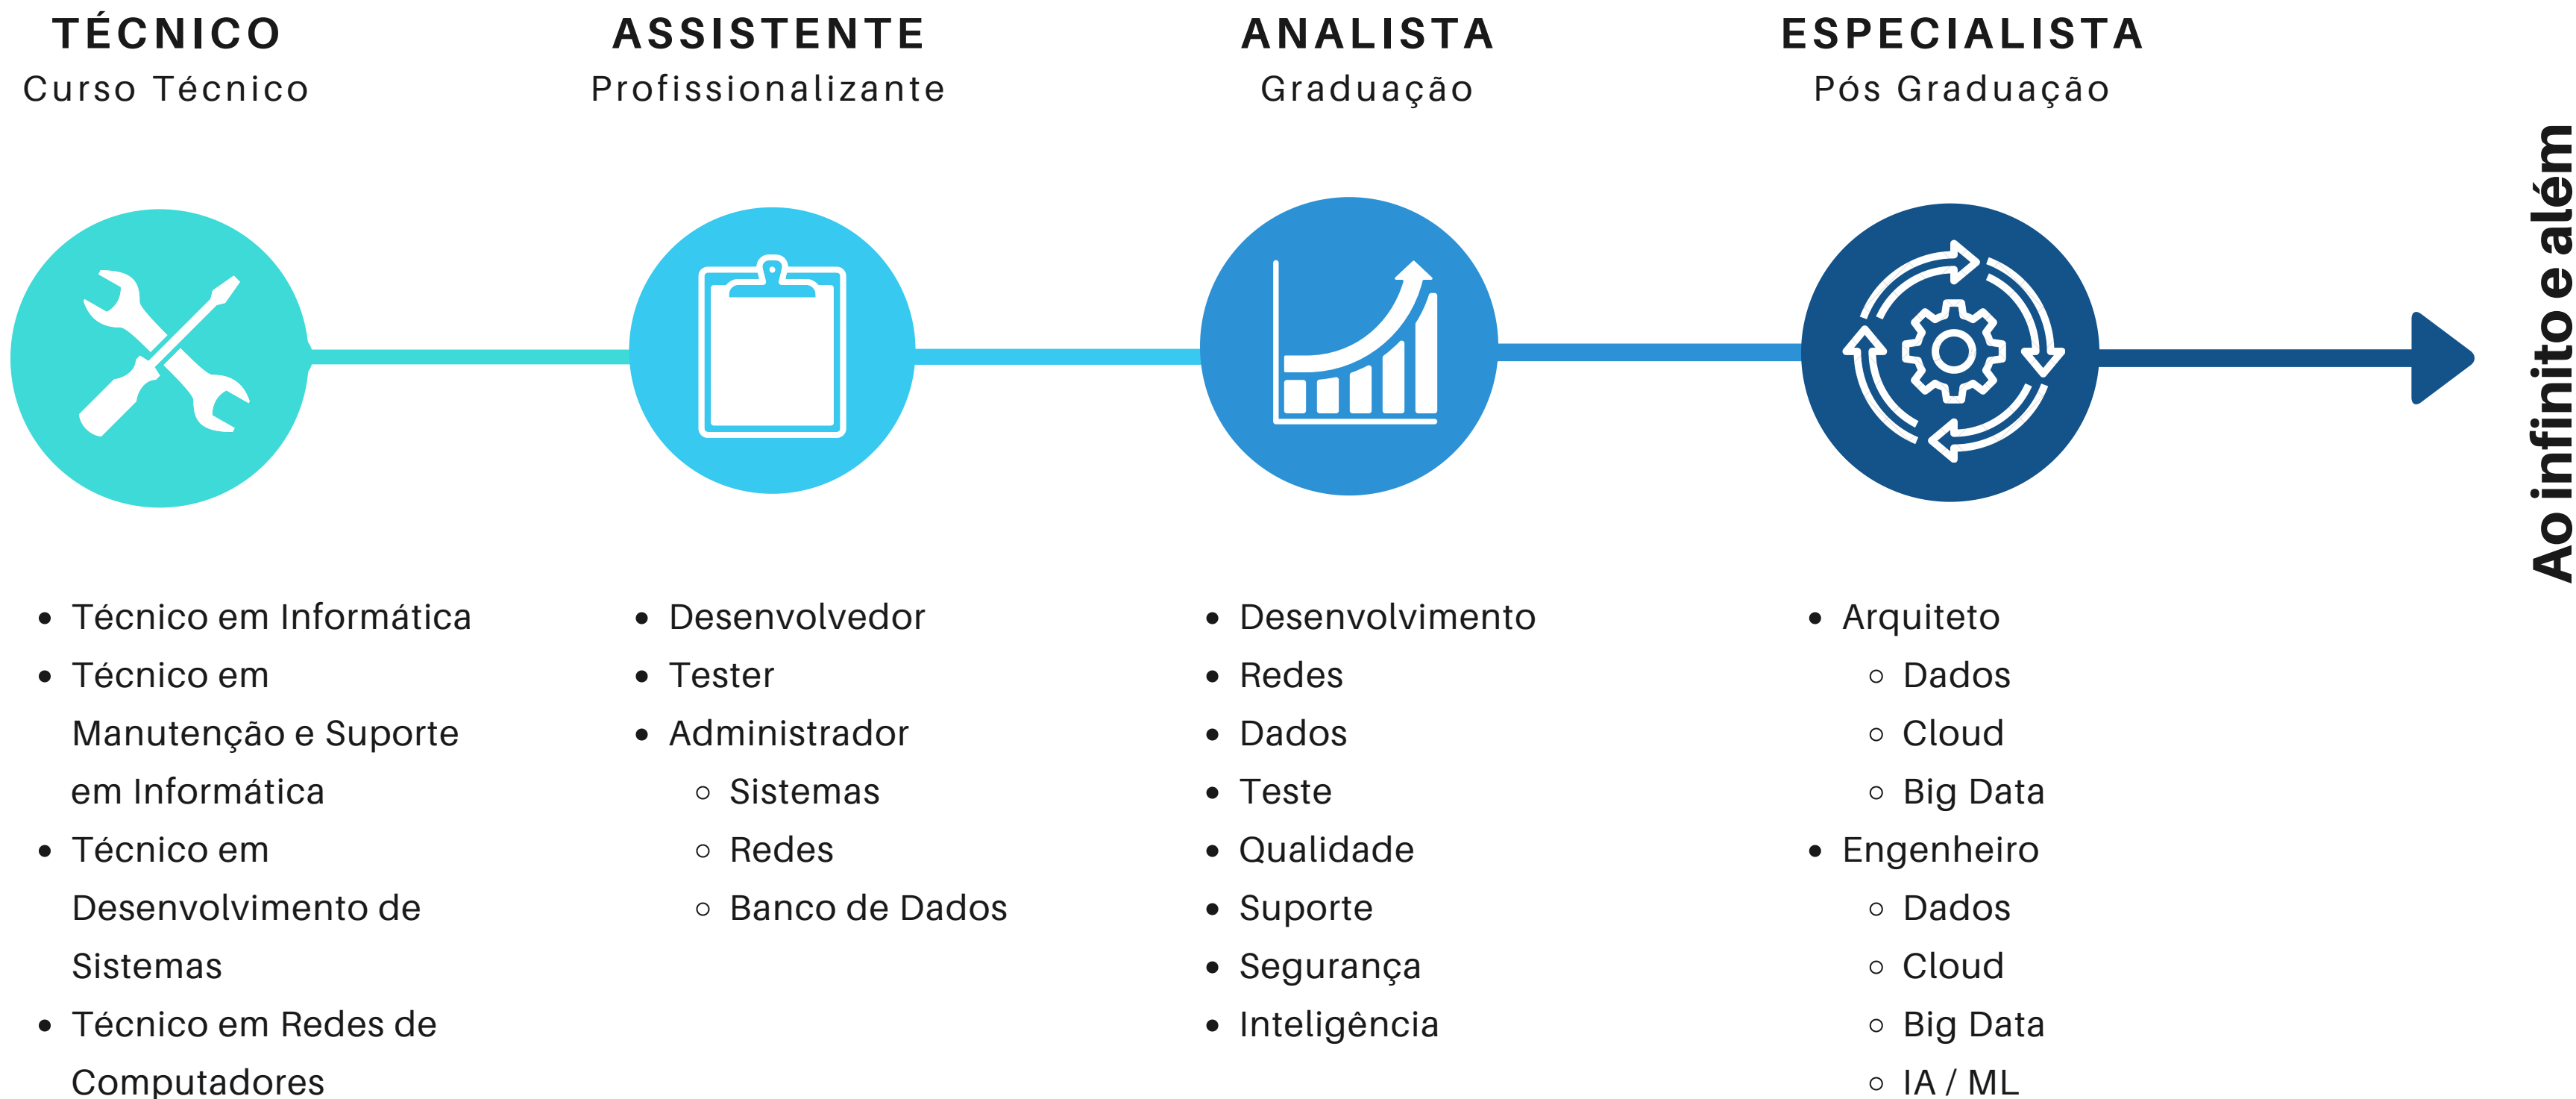 TÉCNICO
Curso Técnico
ASSISTENTE
Profissionalizante
ANALISTA
Graduação
ESPECIALISTA
Pós Graduação
Ao infinito e além
Técnico em Informática
Técnico em
Manutenção e Suporte
em Informática
Técnico em
Desenvolvimento de
Sistemas
Técnico em Redes de
Computadores
Desenvolvedor
Tester
Administrador
Sistemas
Redes
Banco de Dados
Desenvolvimento
Redes
Dados
Teste
Qualidade
Suporte
Segurança
Inteligência
Arquiteto
Dados
Cloud
Big Data
Engenheiro
Dados
Cloud
Big Data
IA / ML